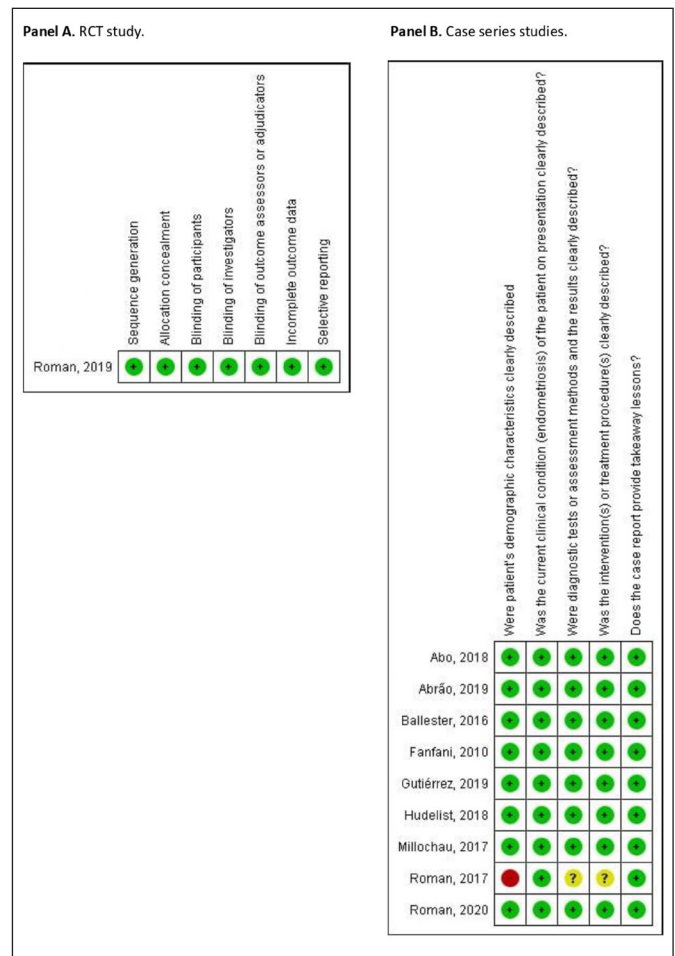 Panel A. RCT study.
Sequence generation
Allocation concealment
Blinding of participants
Blinding of investigators
Blinding of outcome assessors or adjudicators
Incomplete outcome data
Selective reporting
Roman, 2019
+ + + + + + +
Panel B. Case series studies.
Were patient's demographic characteristics clearly described
Was the current clinical condition (endometriosis) of the patient on presentation clearly described?
Were diagnostic tests or assessment methods and the results clearly described?
Was the intervention(s) or treatment procedure(s) clearly described?
Does the case report provide takeaway lessons?
Abo, 2018 + + + + +
Abrão, 2019 + + + + +
Ballester, 2016 + + + + +
Fanfani, 2010 + + + + +
Gutiérrez, 2019 + + + + +
Hudelist, 2018 + + + + +
Millochau, 2017 + + + + +
Roman, 2017 + ? ? +
Roman, 2020 + + + + +